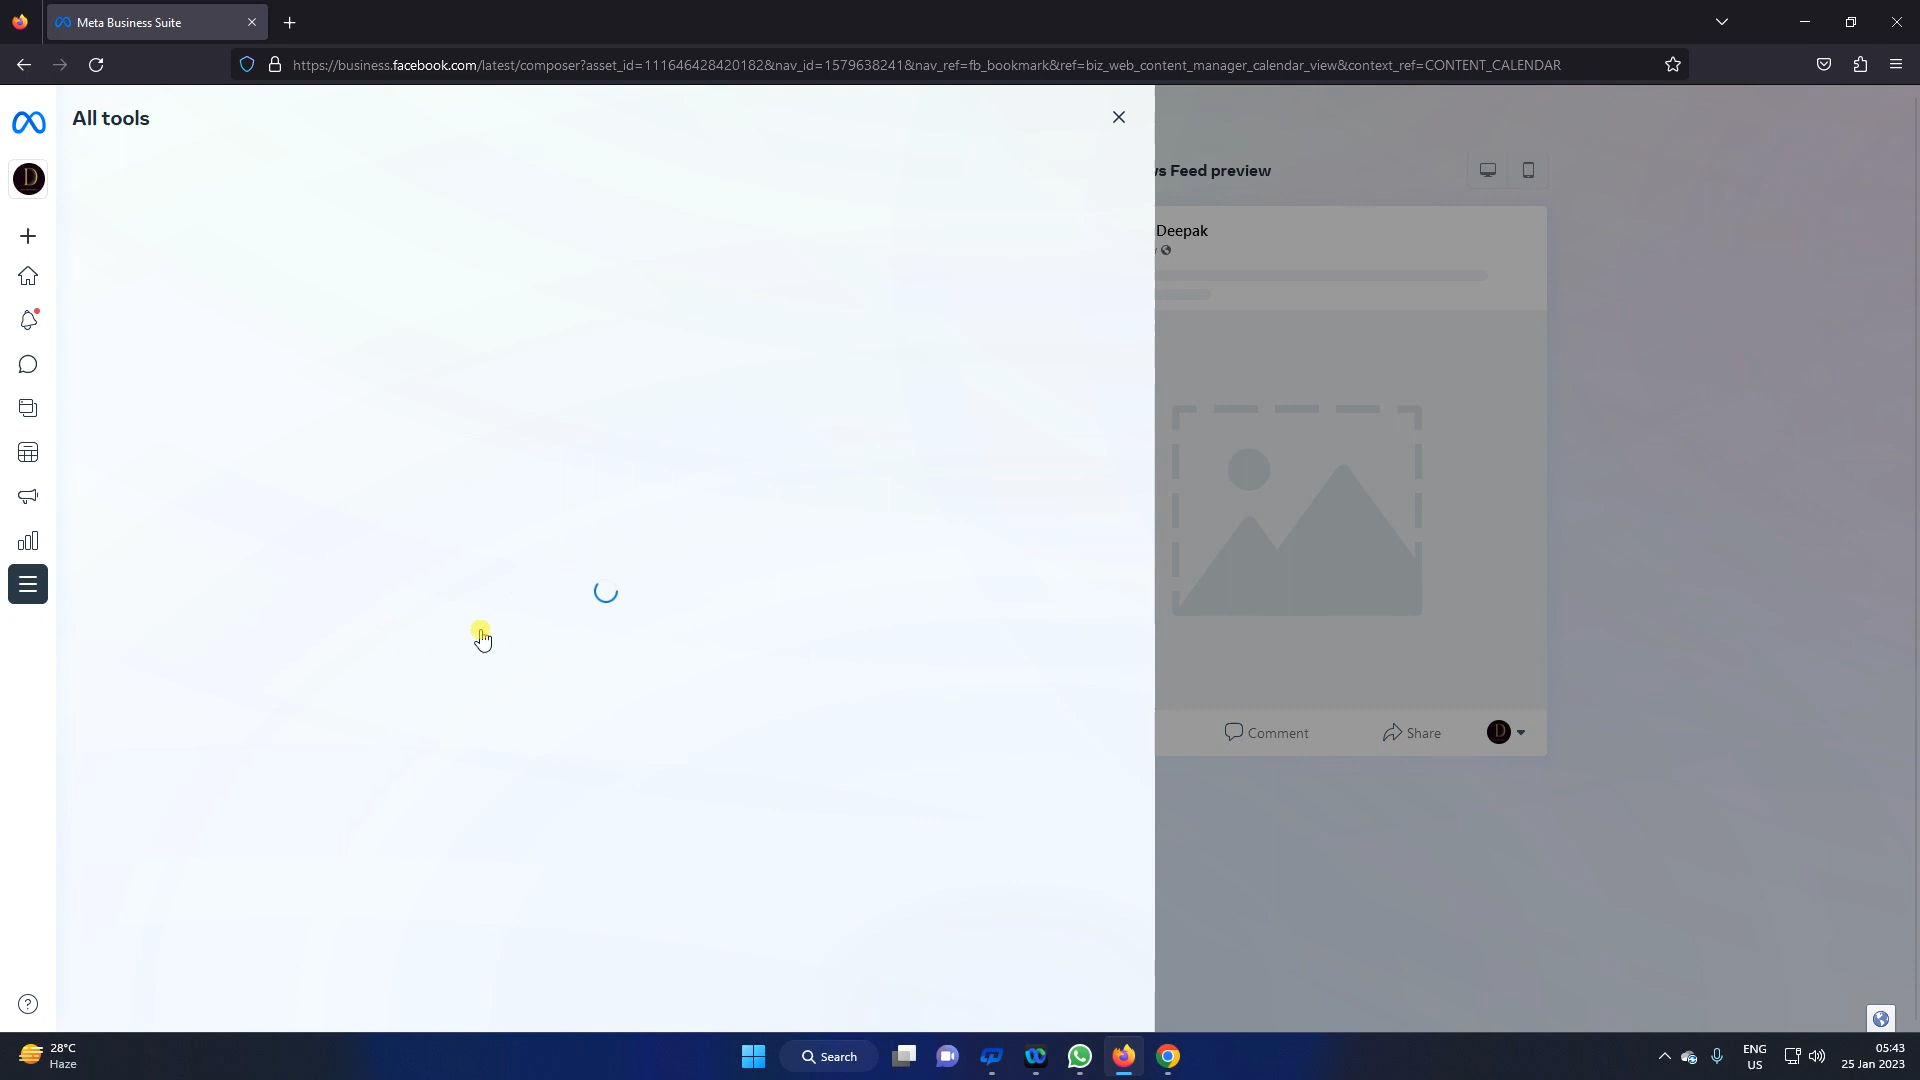 Meta Business Suite
https://business.facebook.com/latest/composer?asset_id=111646428420182&nav_id=1579638241&nav_ref=fb_bookmark&ref=biz_web_content_manager_calendar_view&context_ref=CONTENT_CALENDAR
All tools
D
vs Feed preview
Deepak
Comment
Share
D
28°C
Haze
Search
ENG
US
05:43
25 Jan 2023